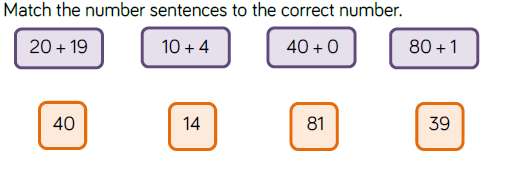 Match the number sentences to the correct number.
20 + 19 10 + 4 40 + 0 80 + 1
40 14 81 39